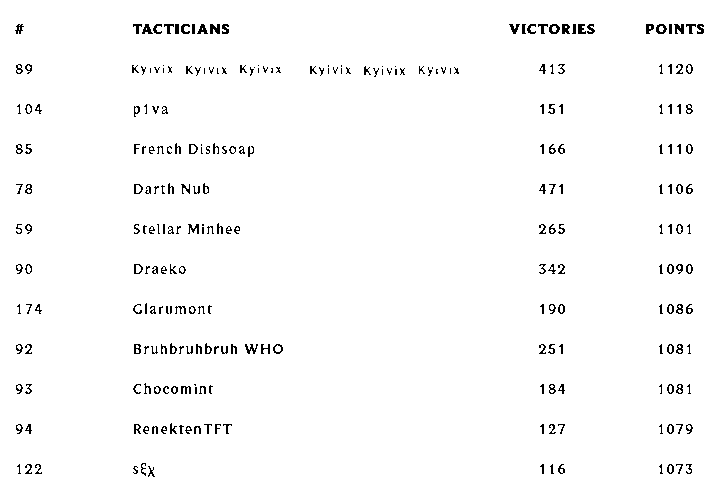 # TACTICIANS VICTORIES POINTS
89 Kyivix Kyivix Kyivix Kyivix Kyivix Kyivix 413 1120
104 p1va 151 1118
85 French Dishsoap 166 1110
78 Darth Nub 471 1106
59 Stellar Minhee 265 1101
90 Draeko 342 1090
174 Glarumont 190 1086
92 Bruhbruhbruh WHO 251 1081
93 Chocomint 184 1081
94 RenektenTFT 127 1079
122 sξχ 116 1073